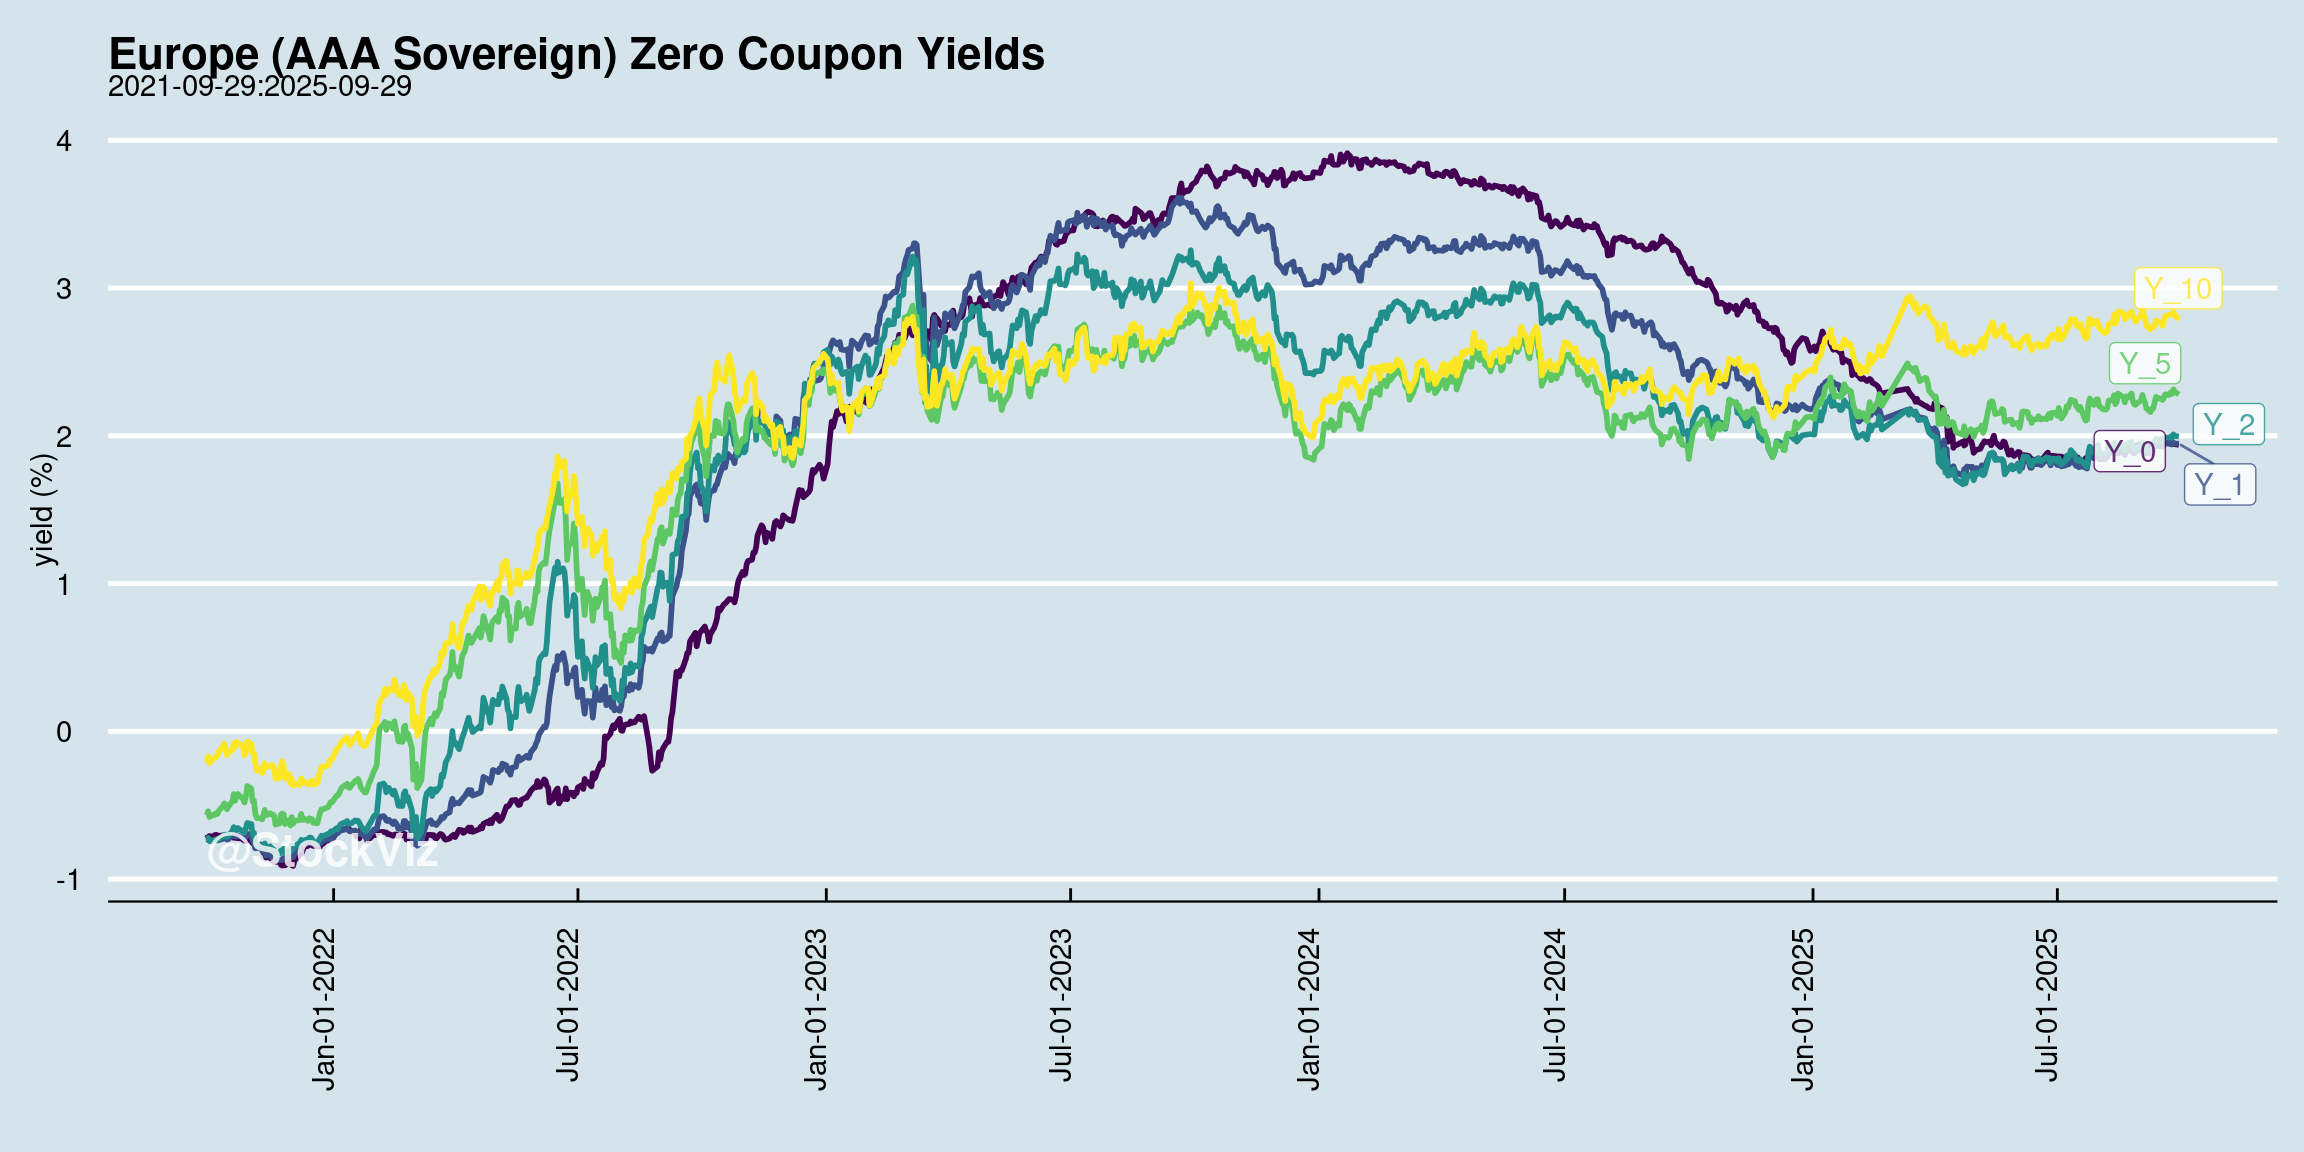 Europe (AAA Sovereign) Zero Coupon Yields
2021-09-29:2025-09-29
4
3
2
1
0
-1
yield (%)
Y_10
Y_5
Y_2
Y_0
Y_1
@StockViz
Jan-01-2022
Jul-01-2022
Jan-01-2023
Jul-01-2023
Jan-01-2024
Jul-01-2024
Jan-01-2025
Jul-01-2025